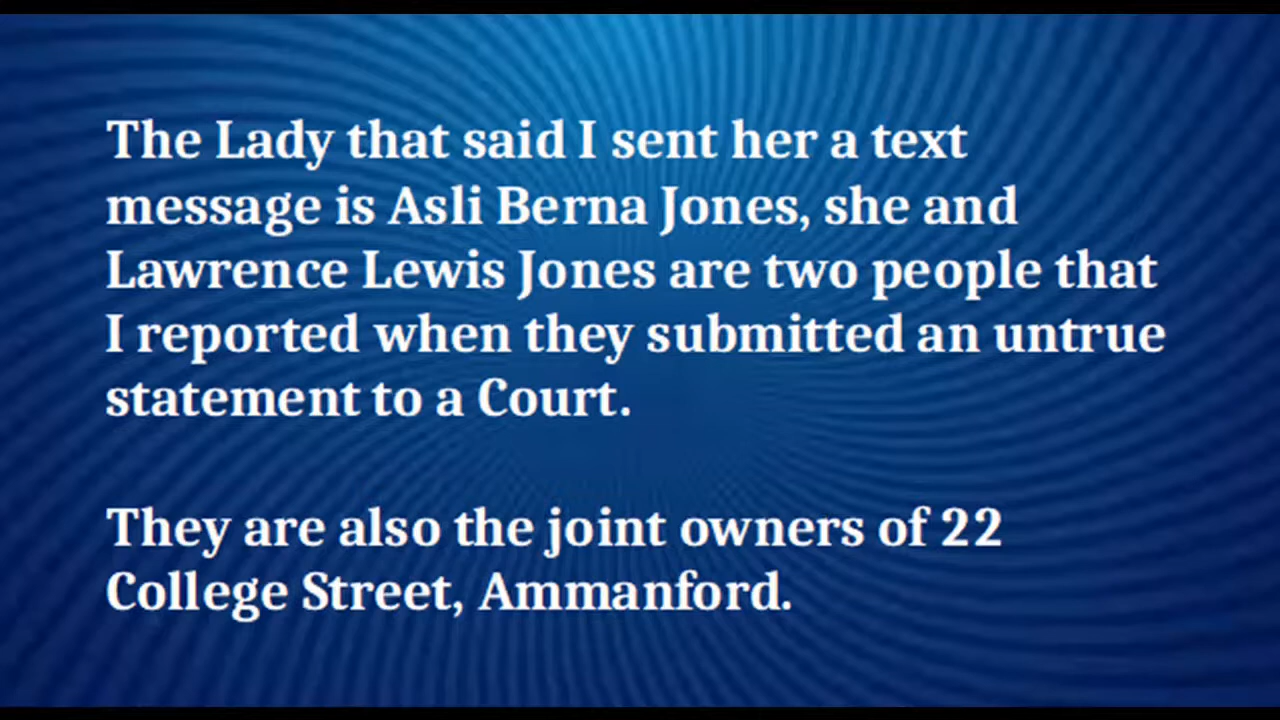 The Lady that said I sent her a text
message is Asli Berna Jones, she and
Lawrence Lewis Jones are two people that
I reported when they submitted an untrue
statement to a Court.
They are also the joint owners of 22
College Street, Ammanford.